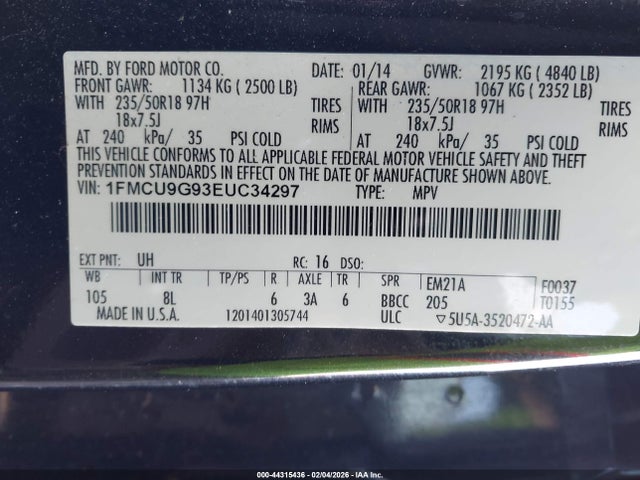 MFD. BY FORD MOTOR CO. DATE: 01/14 GVWR: 2195 KG ( 4840 LB)
FRONT GAWR: 1134 KG ( 2500 LB) REAR GAWR: 1067 KG ( 2352 LB)
WITH 235/50R18 97H TIRES WITH 235/50R18 97H TIRES
18x7.5J RIMS 18x7.5J RIMS
AT 240 kPa/ 35 PSI COLD AT 240 kPa/ 35 PSI COLD
THIS VEHICLE CONFORMS TO ALL APPLICABLE FEDERAL MOTOR VEHICLE SAFETY AND THEFT
PREVENTION STANDARDS IN EFFECT ON THE DATE OF MANUFACTURE SHOWN ABOVE.
VIN: 1FMCU9G93EUC34297 TYPE: MPV
EXT PNT: UH RC: 16 DSO:
WB INT TR TP/PS R AXLE TR SPR EM21A F0037
105 8L 6 3A 6 BBCC 205 T0155
MADE IN U.S.A. 1201401305744 ULC ▽5U5A-3520472-AA
000-44315436 - 02/04/2026 - IAAI.com